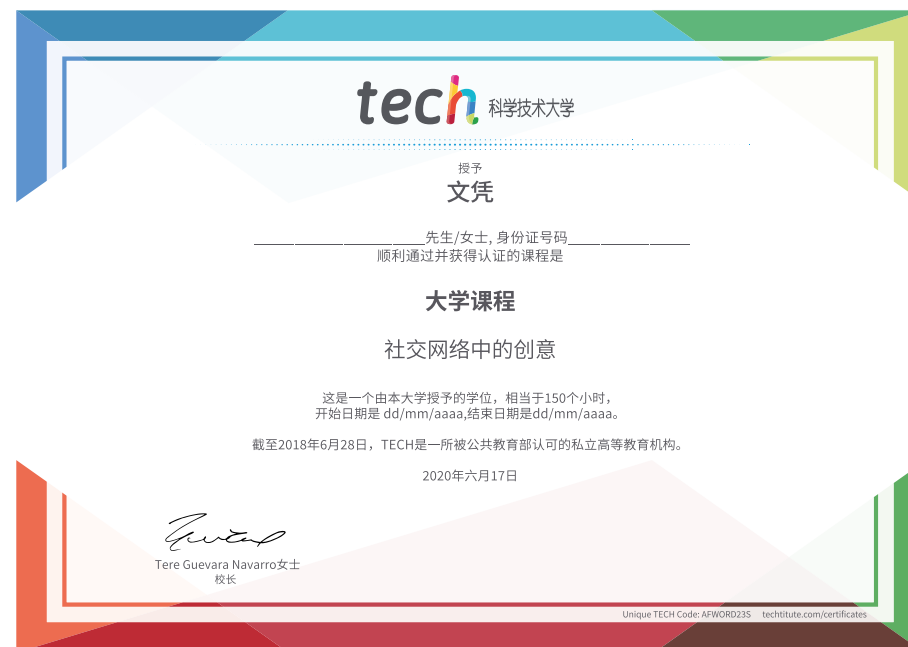 tech 科学技术大学
授予
文凭
先生/女士, 身份证号码
顺利通过并获得认证的课程是
大学课程
社交网络中的创意
这是一个由本大学授予的学位，相当于150个小时，
开始日期是 dd/mm/aaaa,结束日期是dd/mm/aaaa。
截至2018年6月28日，TECH是一所被公共教育部认可的私立高等教育机构。
2020年六月17日
Tere Guevara Navarro女士
校长
Unique TECH Code: AFWORD23S techtitute.com/certificates